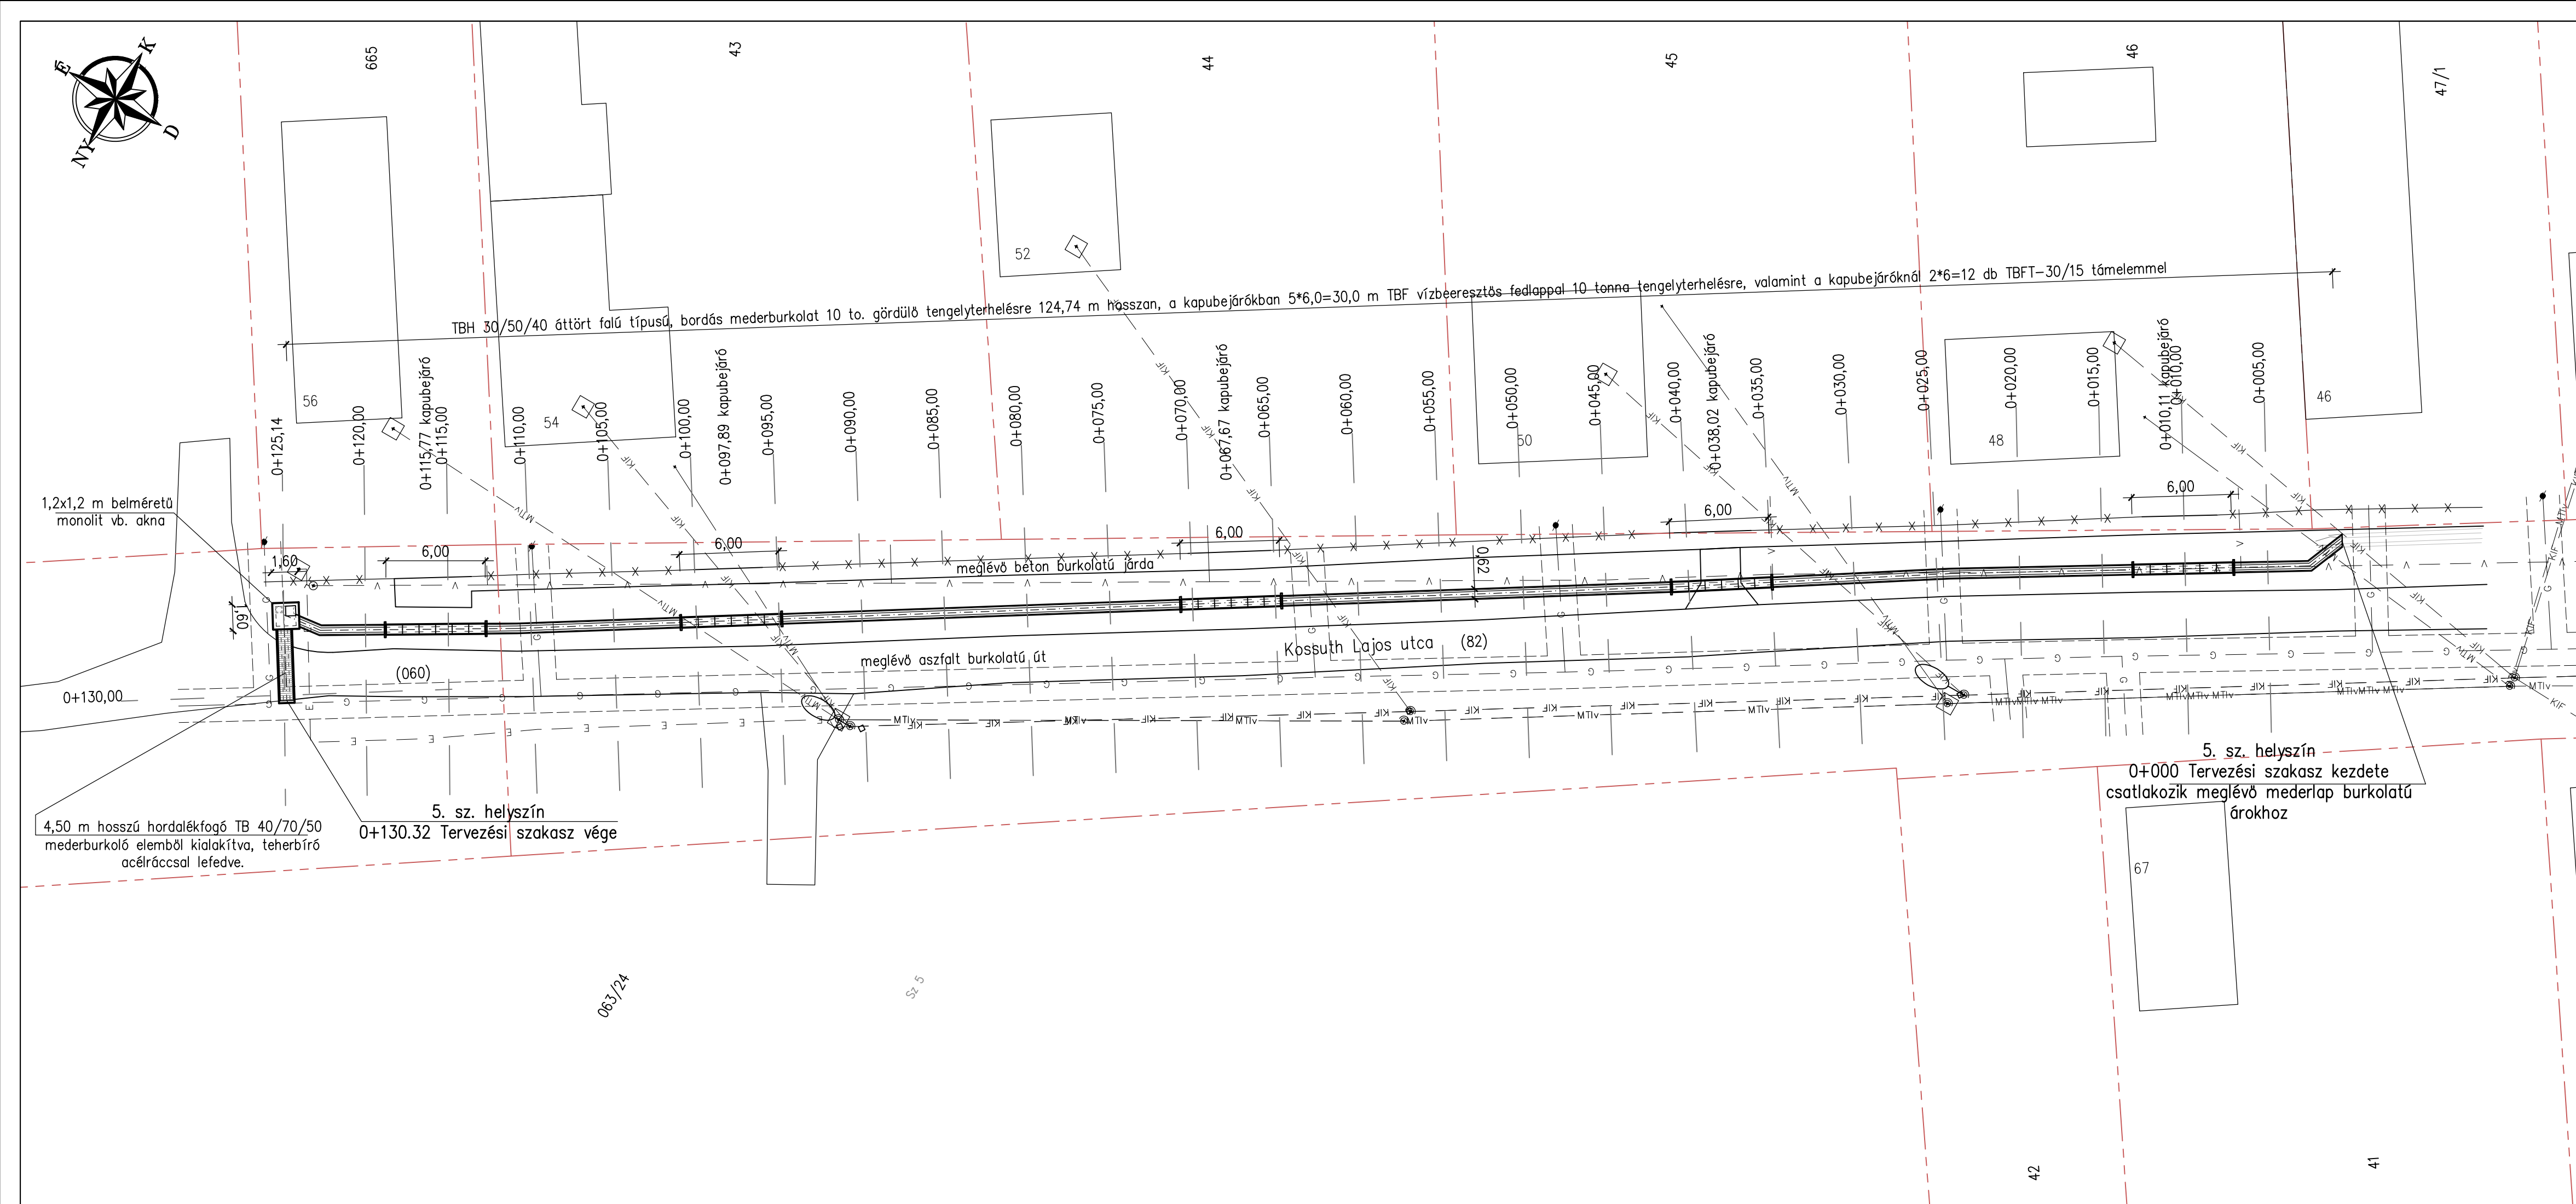 É
K
NY
D
665
43
44
45
46
47/1
52
TBH 30/50/40 áttört falú típusú, bordás mederburkolat 10 to. gördülő tengelyterhelésre 124,74 m hosszan, a kapubejárókban 5*6,0=30,0 m TBF vízbeeresztős fedlappal 10 tonna tengelyterhelésre, valamint a kapubejáróknál 2*6=12 db TBFT-30/15 támelemmel
56
54
50
48
46
0+125,14
0+120,00
0+115,77 kapubejáró
0+115,00
0+110,00
0+105,00
0+100,00
0+097,89 kapubejáró
0+095,00
0+090,00
0+085,00
0+080,00
0+075,00
0+070,00
0+067,67 kapubejáró
0+065,00
0+060,00
0+055,00
0+050,00
0+045,00
0+040,00
0+038,02 kapubejáró
0+035,00
0+030,00
0+025,00
0+020,00
0+015,00
0+010,11 kapubejáró
0+010,00
0+005,00
1,2x1,2 m belméretű
monolit vb. akna
1,60
1,60
6,00
6,00
6,00
6,00
6,00
0,62
meglévő beton burkolatú járda
Kossuth Lajos utca (82)
meglévő aszfalt burkolatú út
(060)
0+130,00
4,50 m hosszú hordalékfogó TB 40/70/50
mederburkoló elemből kialakítva, teherbíró
acélráccsal lefedve.
5. sz. helyszín
0+130.32 Tervezési szakasz vége
5. sz. helyszín
0+000 Tervezési szakasz kezdete
csatlakozik meglévő mederlap burkolatú
árokhoz
67
063/24
Sz 5
42
41